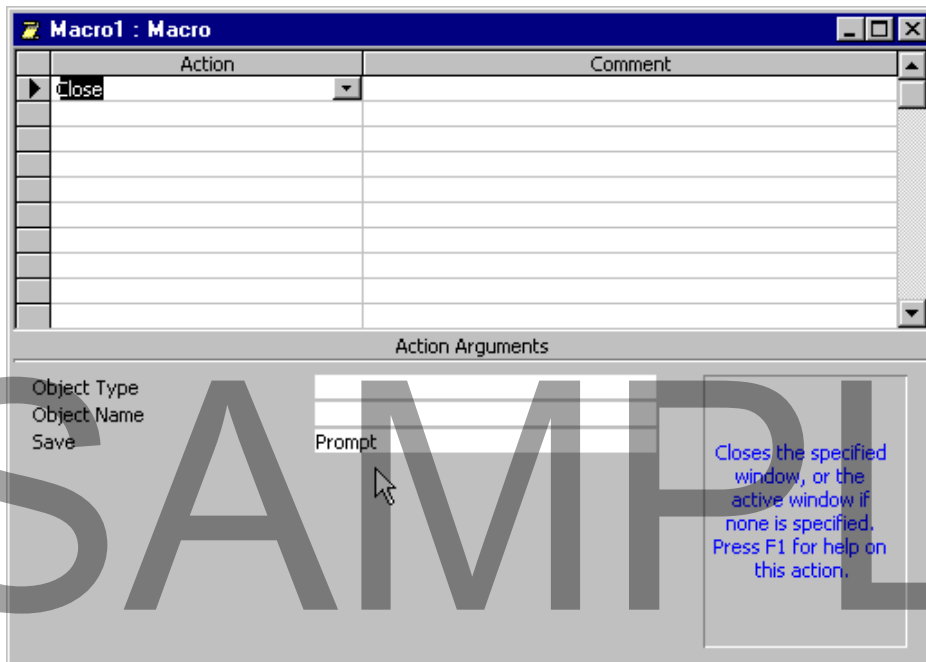 Macro1 : Macro
Action Comment
Close
Action Arguments
Object Type
Object Name
Save Prompt
Closes the specified
window, or the
active window if
none is specified.
Press F1 for help on
this action.
SAMPL